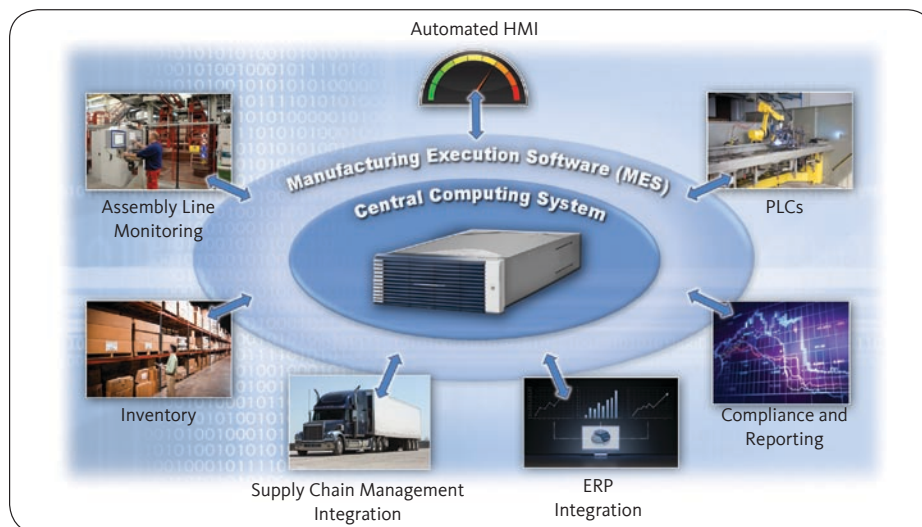 Automated HMI
Manufacturing Execution Software (MES)
Central Computing System
Assembly Line
Monitoring
PLCs
Inventory
Compliance and
Reporting
Supply Chain Management
Integration
ERP
Integration